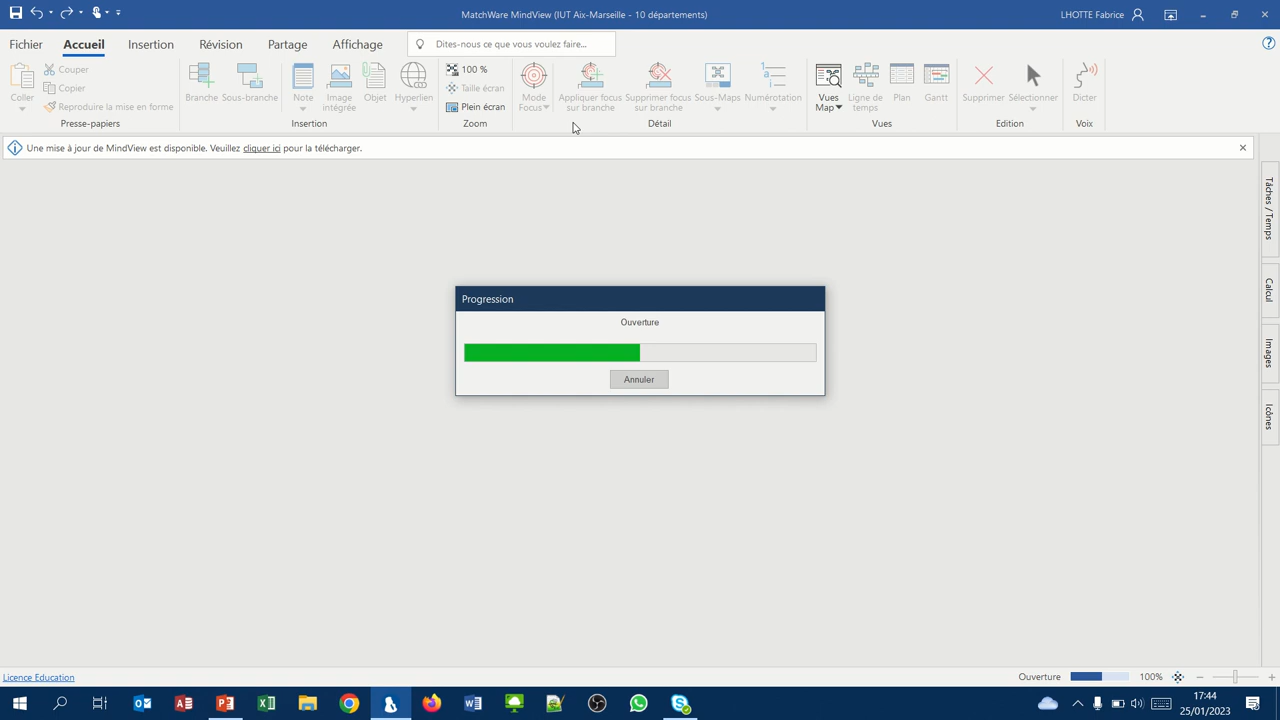 MatchWare MindView (IUT Aix-Marseille - 10 départements)
LHOTTE Fabrice
Fichier
Accueil
Insertion
Révision
Partage
Affichage
Dites-nous ce que vous voulez faire...
Coller
Couper
Copier
Reproduire la mise en forme
Presse-papiers
Branche
Sous-branche
Note
Image
intégrée
Objet
Hyperlien
Insertion
100 %
Taille écran
Plein écran
Zoom
Mode
Focus
Appliquer focus
sur branche
Supprimer focus
sur branche
Sous-Maps
Numérotation
Détail
Vues
Map
Ligne de
temps
Plan
Gantt
Vues
Supprimer
Sélectionner
Edition
Dicter
Voix
Une mise à jour de MindView est disponible. Veuillez cliquer ici pour la télécharger.
Tâches / Temps
Calcul
Images
Icônes
Progression
Ouverture
Annuler
Licence Education
Ouverture
100%
17:44
25/01/2023